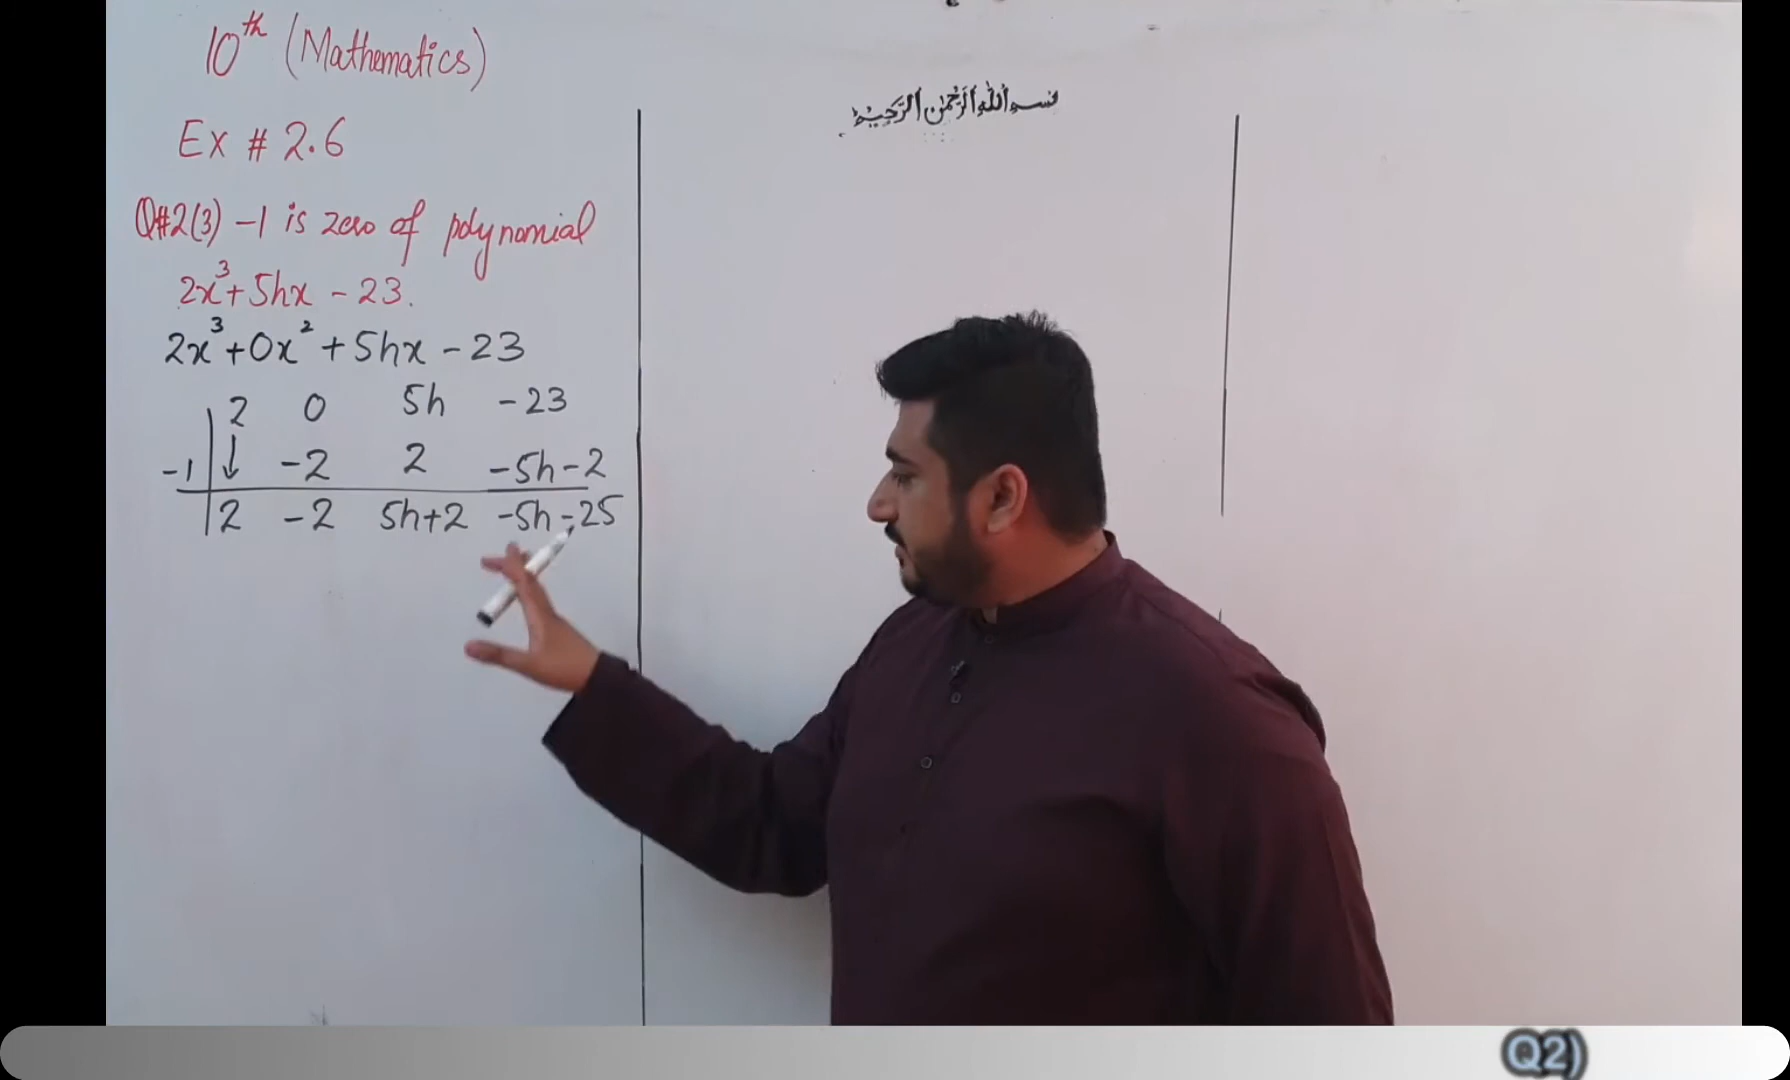 10th (Mathematics)
Ex # 2.6
Q#2(3) -1 is zero of polynomial
2x³+5hx - 23.
2x³+0x²+5hx-23
2 0 5h -23
-1 ↓ -2 2 -5h-2
2 -2 5h+2 -5h-25
بسم الله الرحمن الرحيم
Q2)